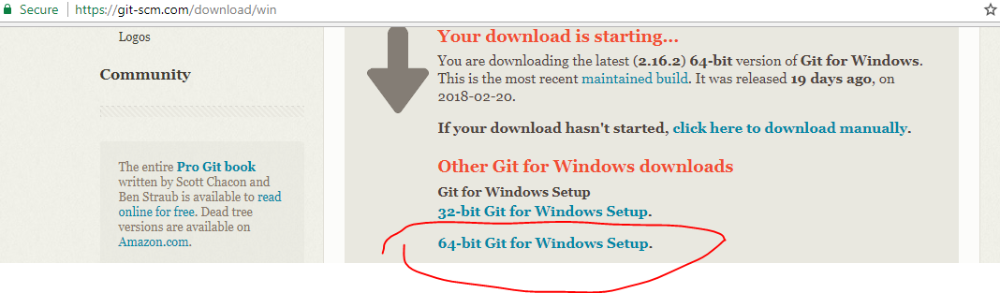 Secure https://git-scm.com/download/win
Logos
Community
The entire Pro Git book
written by Scott Chacon and
Ben Straub is available to read
online for free. Dead tree
versions are available on
Amazon.com.
Your download is starting...
You are downloading the latest (2.16.2) 64-bit version of Git for Windows.
This is the most recent maintained build. It was released 19 days ago, on
2018-02-20.
If your download hasn't started, click here to download manually.
Other Git for Windows downloads
Git for Windows Setup
32-bit Git for Windows Setup.
64-bit Git for Windows Setup.